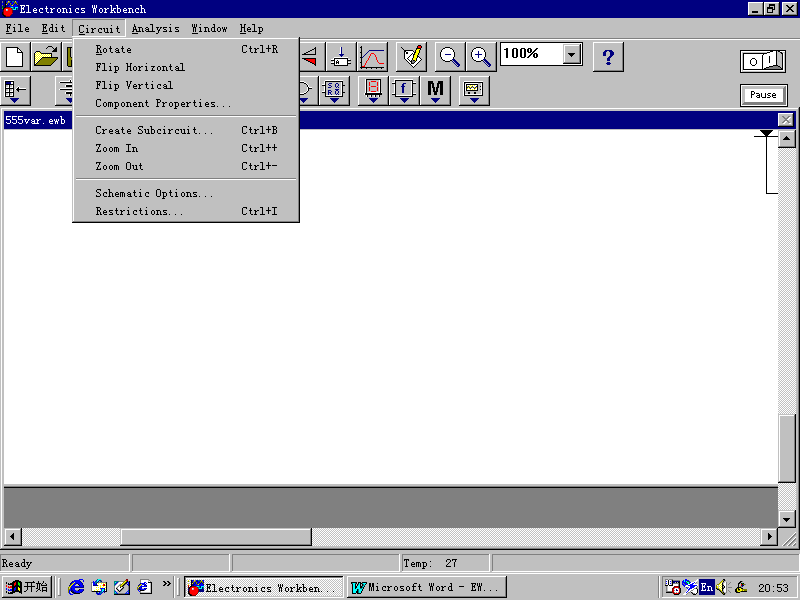 Electronics Workbench
File Edit Circuit Analysis Window Help
Rotate Ctrl+R
Flip Horizontal
Flip Vertical
Component Properties...
Create Subcircuit... Ctrl+B
Zoom In Ctrl++
Zoom Out Ctrl+-
Schematic Options...
Restrictions... Ctrl+I
100%
?
O I
f
M
Pause
555var.ewb
Ready
Temp: 27
开始
Electronics Workben...
Microsoft Word - EW...
En
20:53